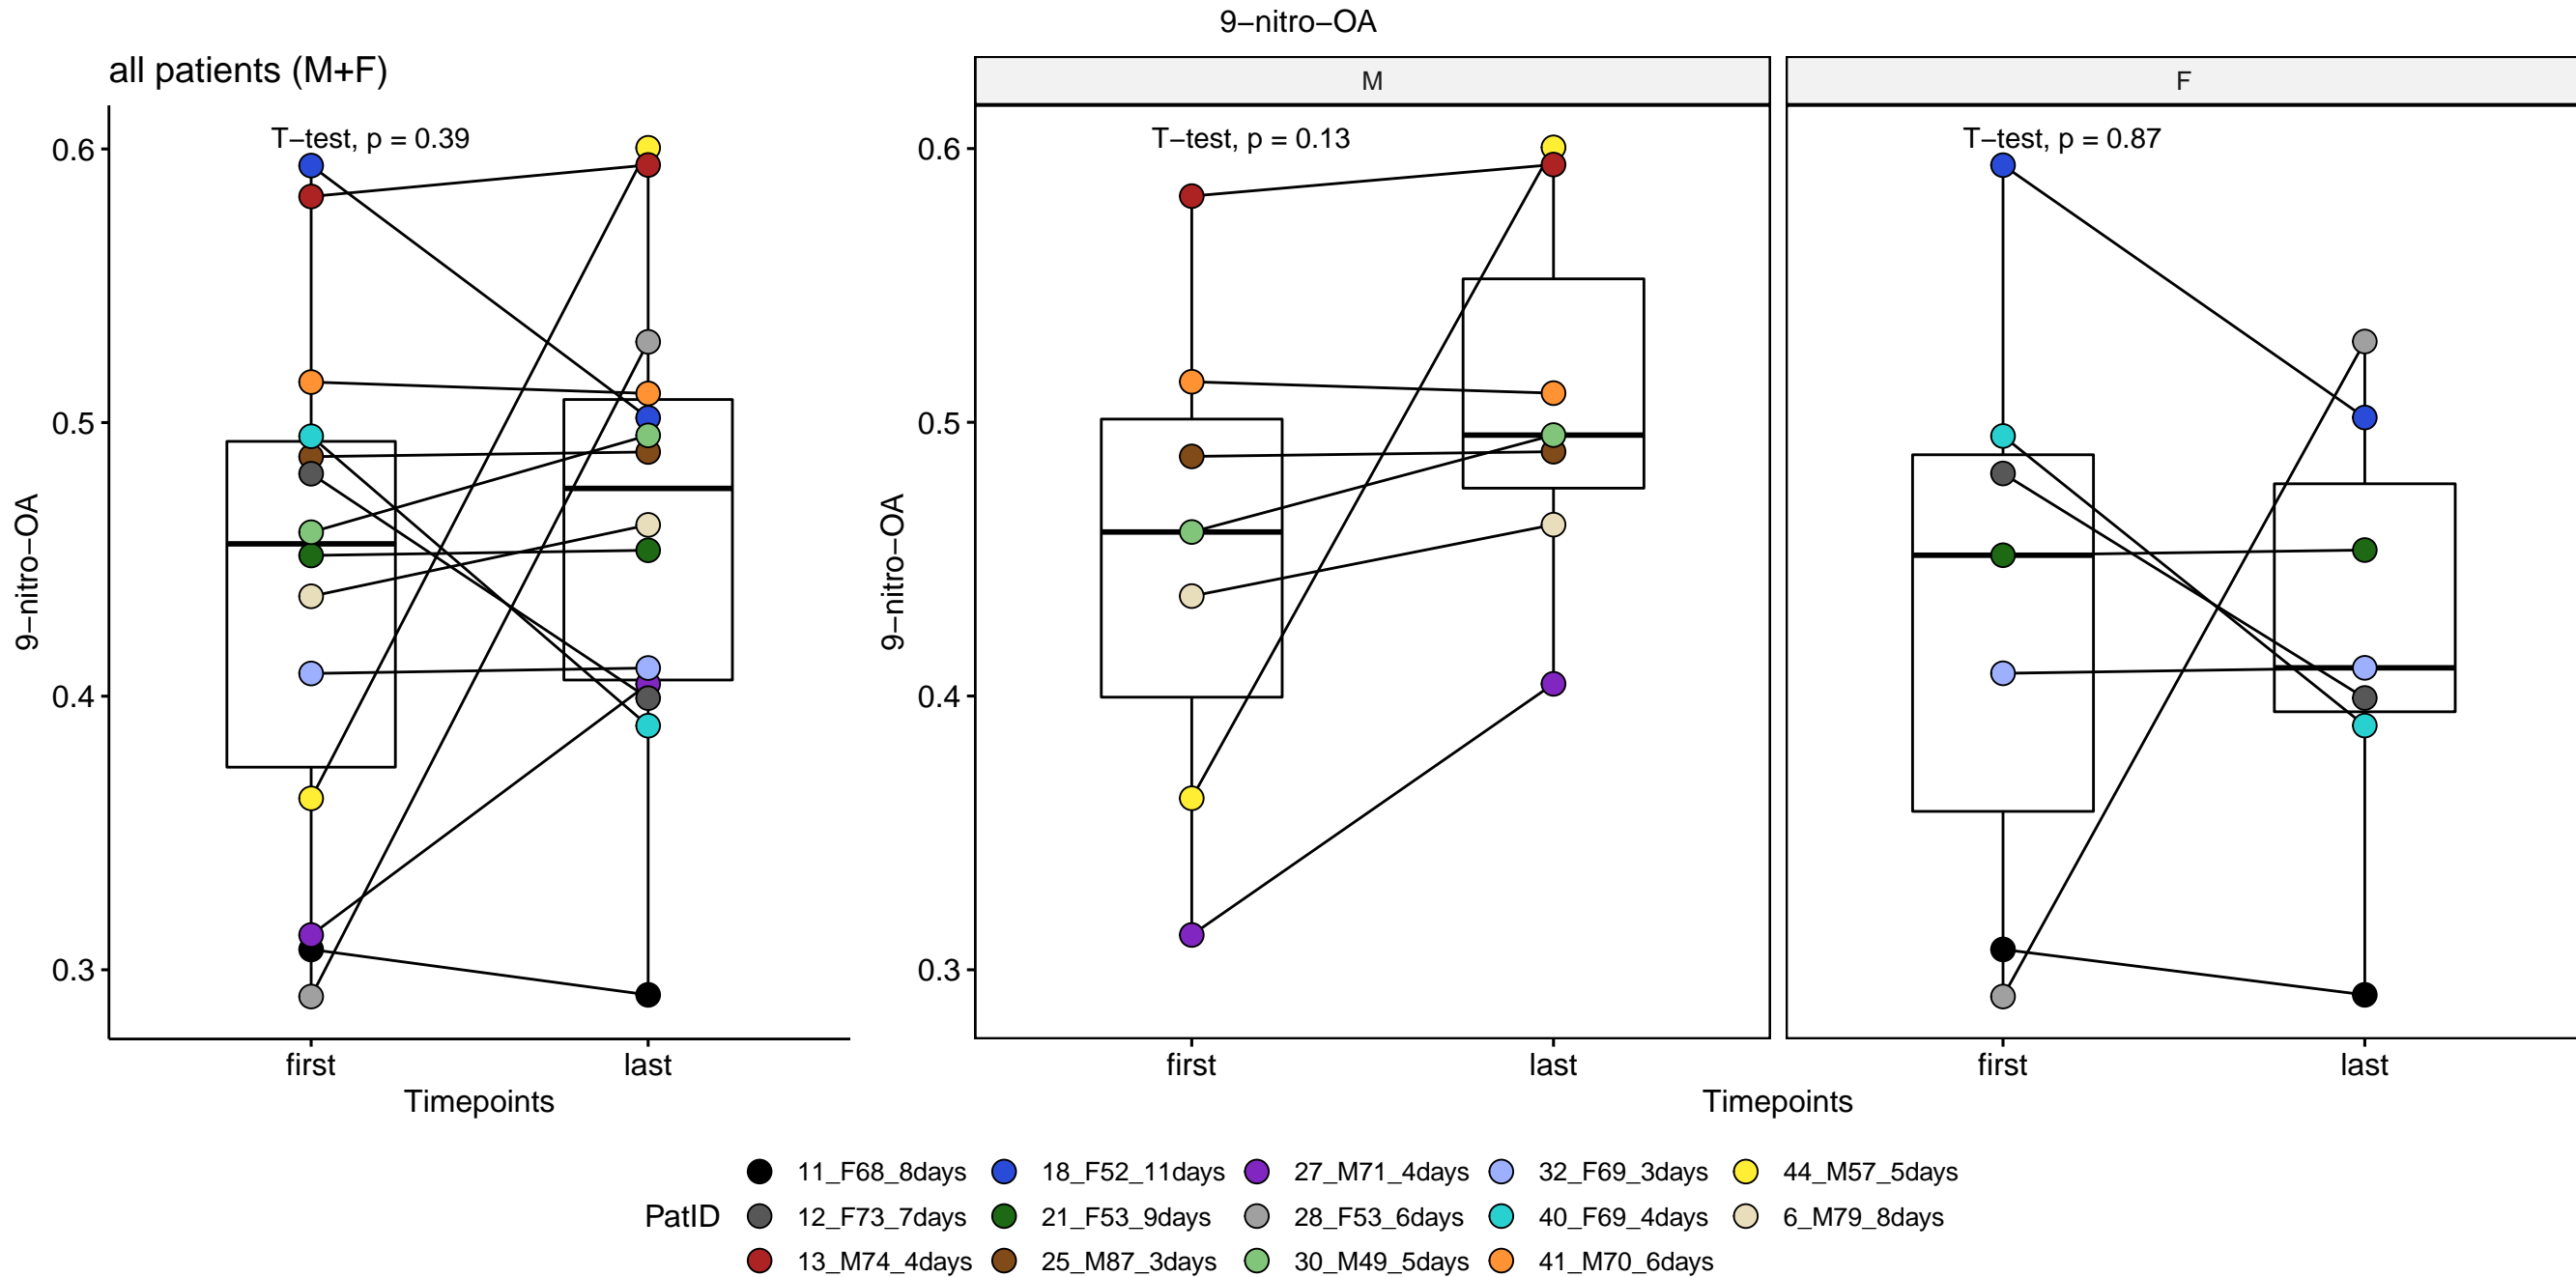 9−nitro−OA
all patients (M+F)
M
F
T−test, p = 0.39
T−test, p = 0.13
T−test, p = 0.87
0.6
0.5
0.4
0.3
9−nitro−OA
0.6
0.5
0.4
0.3
9−nitro−OA
first
last
first
last
first
last
Timepoints
Timepoints
PatID
11_F68_8days
18_F52_11days
27_M71_4days
32_F69_3days
44_M57_5days
12_F73_7days
21_F53_9days
28_F53_6days
40_F69_4days
6_M79_8days
13_M74_4days
25_M87_3days
30_M49_5days
41_M70_6days